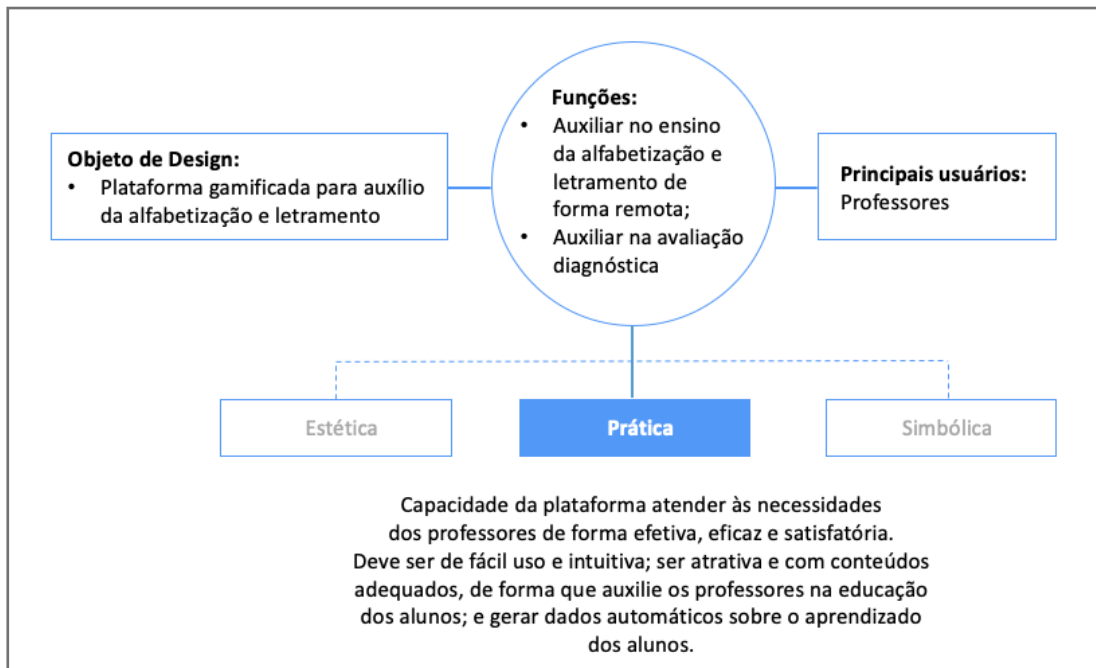 Objeto de Design:
• Plataforma gamificada para auxílio
da alfabetização e letramento
Funções:
• Auxiliar no ensino
da alfabetização e
letramento de
forma remota;
• Auxiliar na avaliação
diagnóstica
Principais usuários:
Professores
Estética
Prática
Simbólica
Capacidade da plataforma atender às necessidades
dos professores de forma efetiva, eficaz e satisfatória.
Deve ser de fácil uso e intuitiva; ser atrativa e com conteúdos
adequados, de forma que auxilie os professores na educação
dos alunos; e gerar dados automáticos sobre o aprendizado
dos alunos.